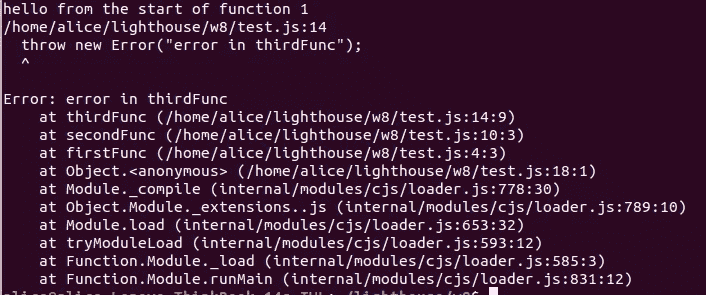 hello from the start of function 1
/home/alice/lighthouse/w8/test.js:14
  throw new Error("error in thirdFunc");
  ^
Error: error in thirdFunc
    at thirdFunc (/home/alice/lighthouse/w8/test.js:14:9)
    at secondFunc (/home/alice/lighthouse/w8/test.js:10:3)
    at firstFunc (/home/alice/lighthouse/w8/test.js:4:3)
    at Object.<anonymous> (/home/alice/lighthouse/w8/test.js:18:1)
    at Module._compile (internal/modules/cjs/loader.js:778:30)
    at Object.Module._extensions..js (internal/modules/cjs/loader.js:789:10)
    at Module.load (internal/modules/cjs/loader.js:653:32)
    at tryModuleLoad (internal/modules/cjs/loader.js:593:12)
    at Function.Module._load (internal/modules/cjs/loader.js:585:3)
    at Function.Module.runMain (internal/modules/cjs/loader.js:831:12)